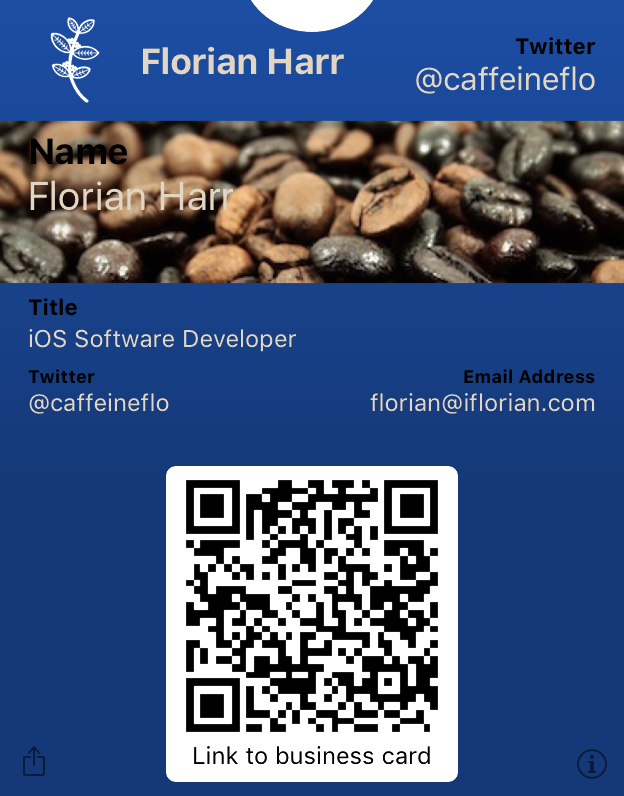 Florian Harr
Twitter
@caffeineflo
Name
Florian Harr
Title
iOS Software Developer
Twitter
Email Address
@caffeineflo
florian@iflorian.com
Link to business card